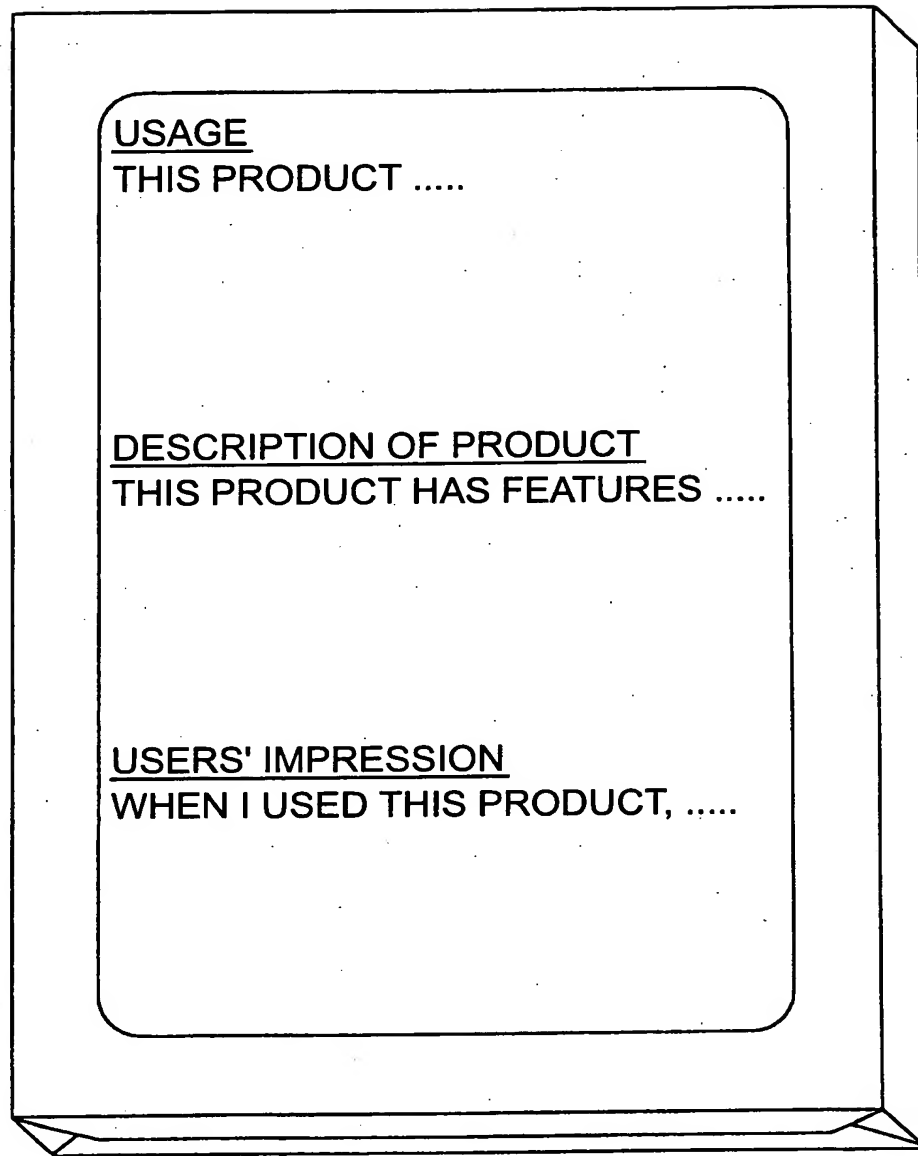 USAGE
THIS PRODUCT .....
DESCRIPTION OF PRODUCT
THIS PRODUCT HAS FEATURES .....
USERS' IMPRESSION
WHEN I USED THIS PRODUCT, .....